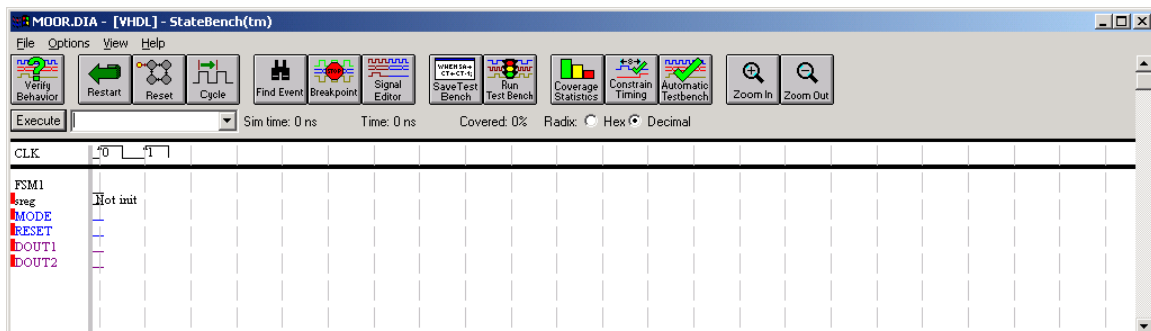 MOOR.DIA - [VHDL] - StateBench(tm)
File Options View Help
Verify Behavior
Restart
Reset
Cycle
Find Event
STOP
Breakpoint
Signal Editor
WHEN SA=
CT<CT-1;
SaveTest Bench
Run Test Bench
Coverage Statistics
+8+
Constrain Timing
Automatic Testbench
Zoom In
Zoom Out
Execute Sim time: 0 ns Time: 0 ns Covered: 0% Radix: Hex Decimal
CLK 0 1
FSM1
sreg Not init
MODE
RESET
DOUT1
DOUT2